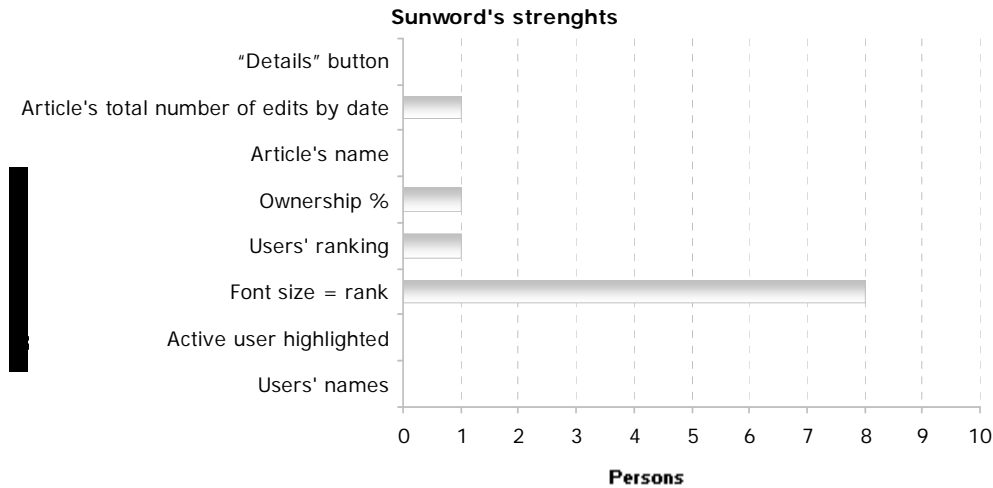 Sunword's strenghts
“Details” button
Article's total number of edits by date
Article's name
Ownership %
Users' ranking
Font size = rank
Active user highlighted
Users' names
0 1 2 3 4 5 6 7 8 9 10
Persons